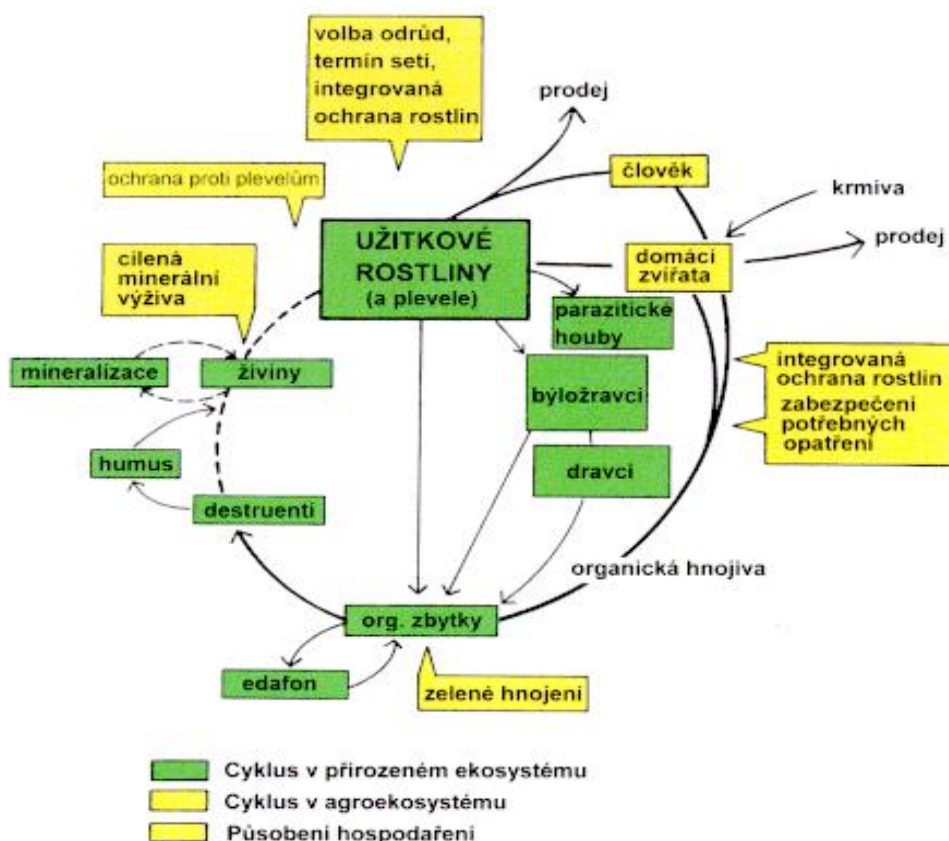 volba odrůd,
termín setí,
integrovaná
ochrana rostlin
prodej
člověk
ochrana proti plevelům
krmiva
UŽITKOVÉ
ROSTLINY
(a plevele)
prodej
domácí
zvířata
cílená
minerální
výživa
parazitické
houby
mineralizace
živiny
býložravci
integrovaná
ochrana rostlin
zabezpečení
potřebných
opatření
humus
dravci
destruenti
organická hnojiva
org. zbytky
edafon
zelené hnojení
Cyklus v přirozeném ekosystému
Cyklus v agroekosystému
Působení hospodaření